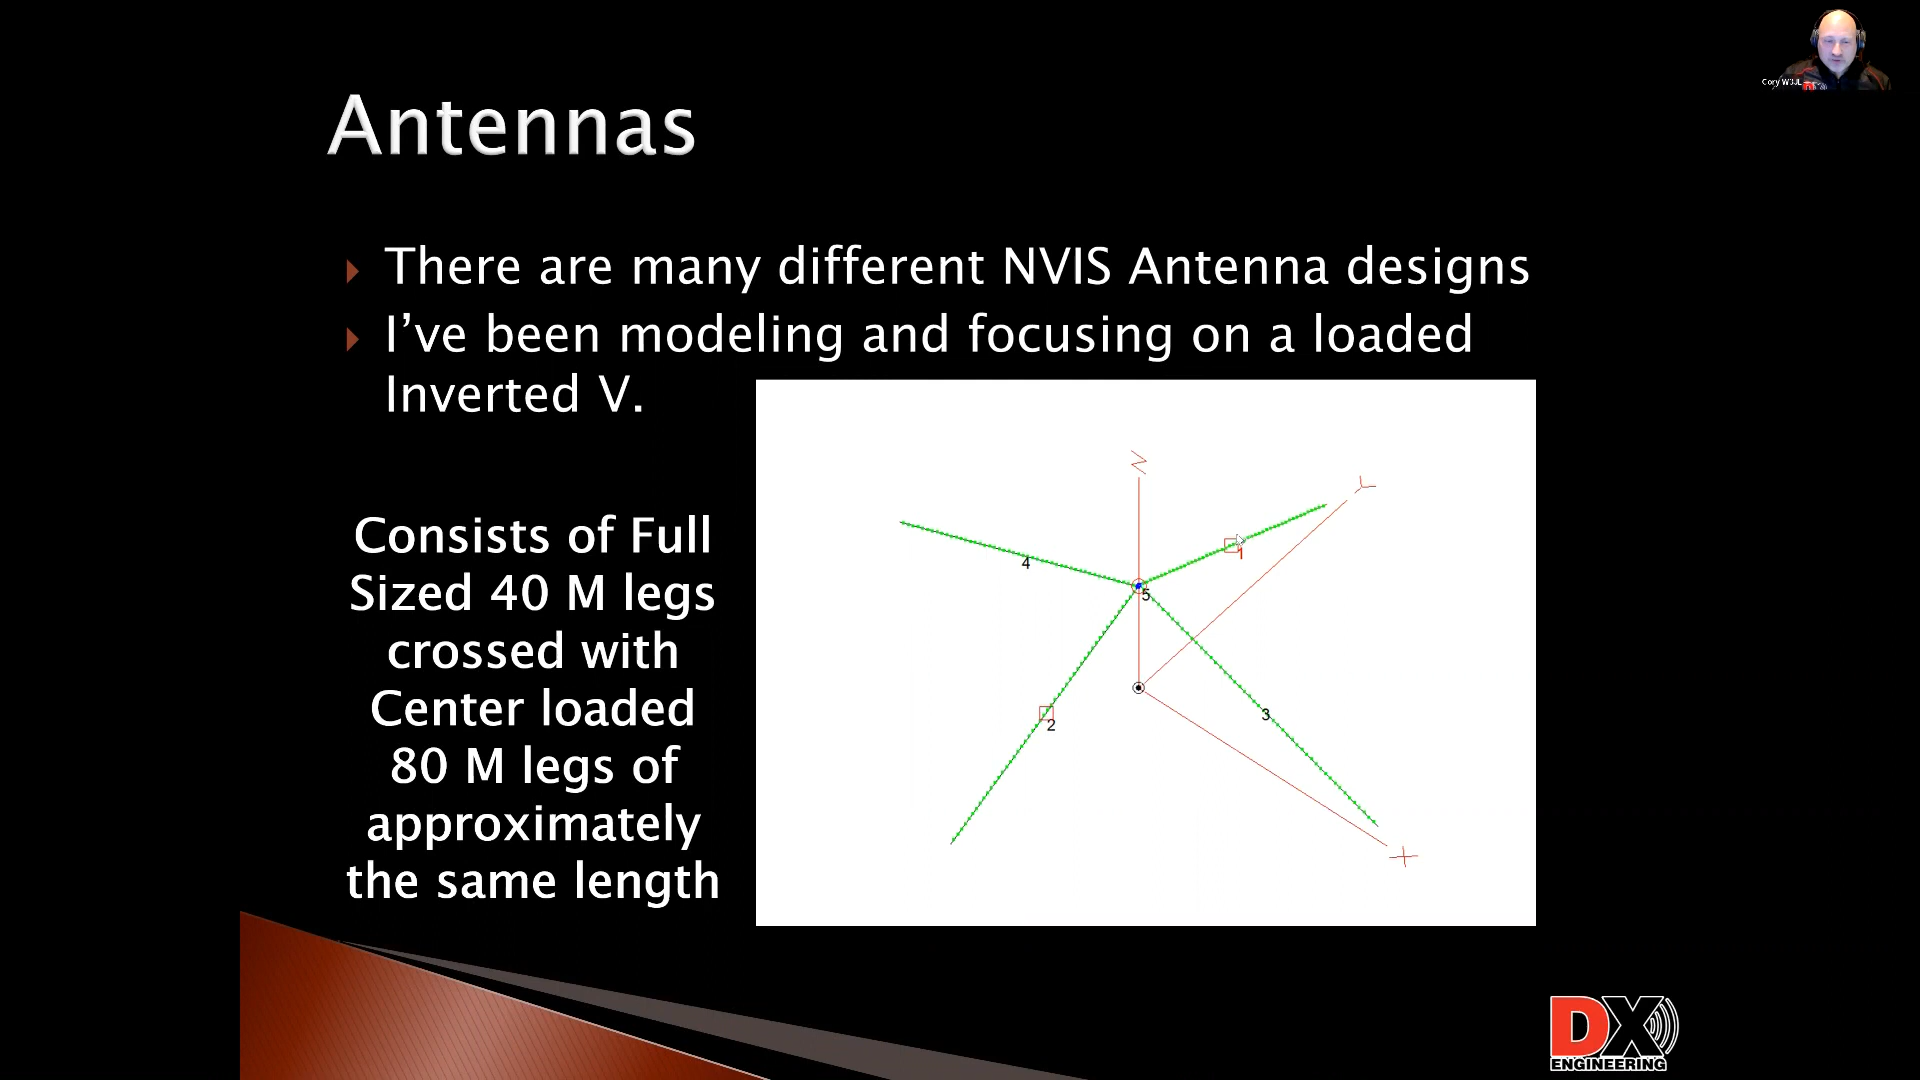 Cory W3JL
Antennas
There are many different NVIS Antenna designs
I’ve been modeling and focusing on a loaded
Inverted V.
Consists of Full
Sized 40 M legs
crossed with
Center loaded
80 M legs of
approximately
the same length
Z
Y
4
1
5
3
2
X
DX
ENGINEERING